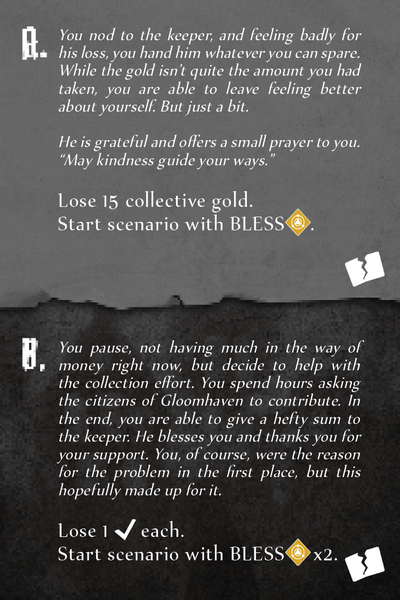 A. You nod to the keeper, and feeling badly for
his loss, you hand him whatever you can spare.
While the gold isn't quite the amount you had
taken, you are able to leave feeling better
about yourself. But just a bit.
He is grateful and offers a small prayer to you.
“May kindness guide your ways.”
Lose 15 collective gold.
Start scenario with BLESS.
B. You pause, not having much in the way of
money right now, but decide to help with
the collection effort. You spend hours asking
the citizens of Gloomhaven to contribute. In
the end, you are able to give a hefty sum to
the keeper. He blesses you and thanks you for
your support. You, of course, were the reason
for the problem in the first place, but this
hopefully made up for it.
Lose 1 ✓ each.
Start scenario with BLESS x2.